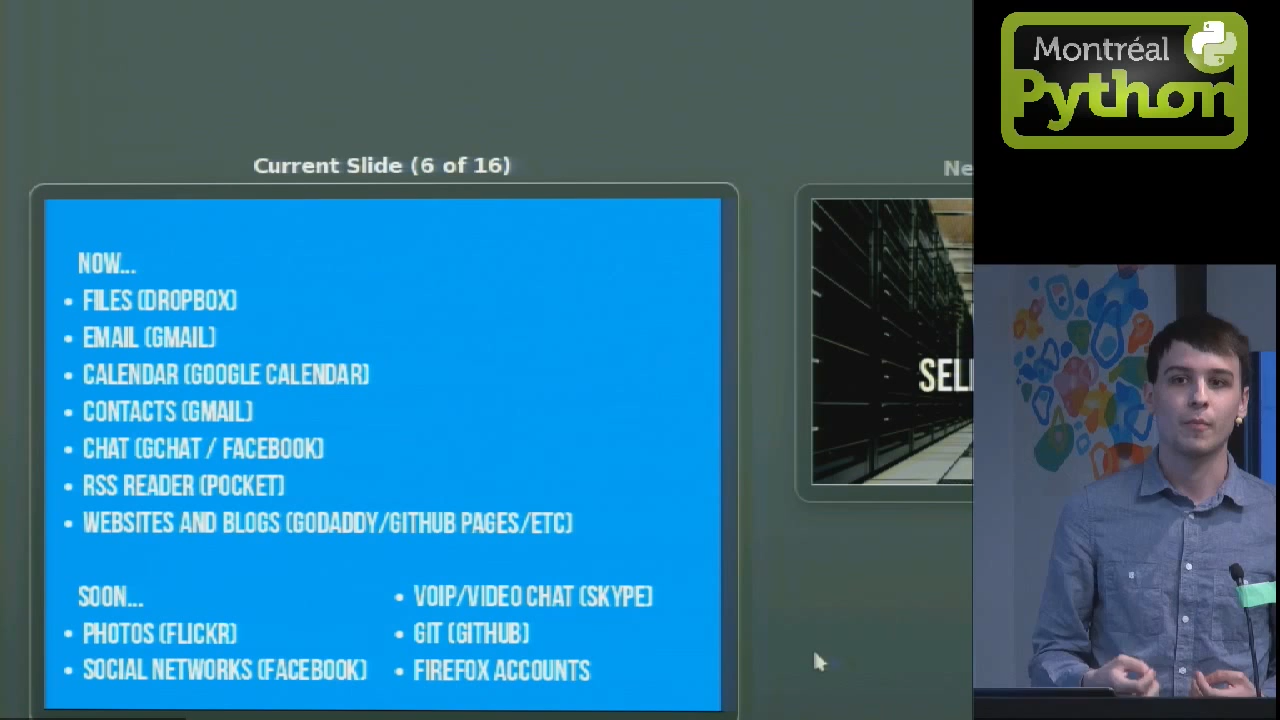 Current Slide (6 of 16)
NOW...
• FILES (DROPBOX)
• EMAIL (GMAIL)
• CALENDAR (GOOGLE CALENDAR)
• CONTACTS (GMAIL)
• CHAT (GCHAT / FACEBOOK)
• RSS READER (POCKET)
• WEBSITES AND BLOGS (GODADDY/GITHUB PAGES/ETC)
SOON...
• PHOTOS (FLICKR)
• SOCIAL NETWORKS (FACEBOOK)
• VOIP/VIDEO CHAT (SKYPE)
• GIT (GITHUB)
• FIREFOX ACCOUNTS
Montréal
Python